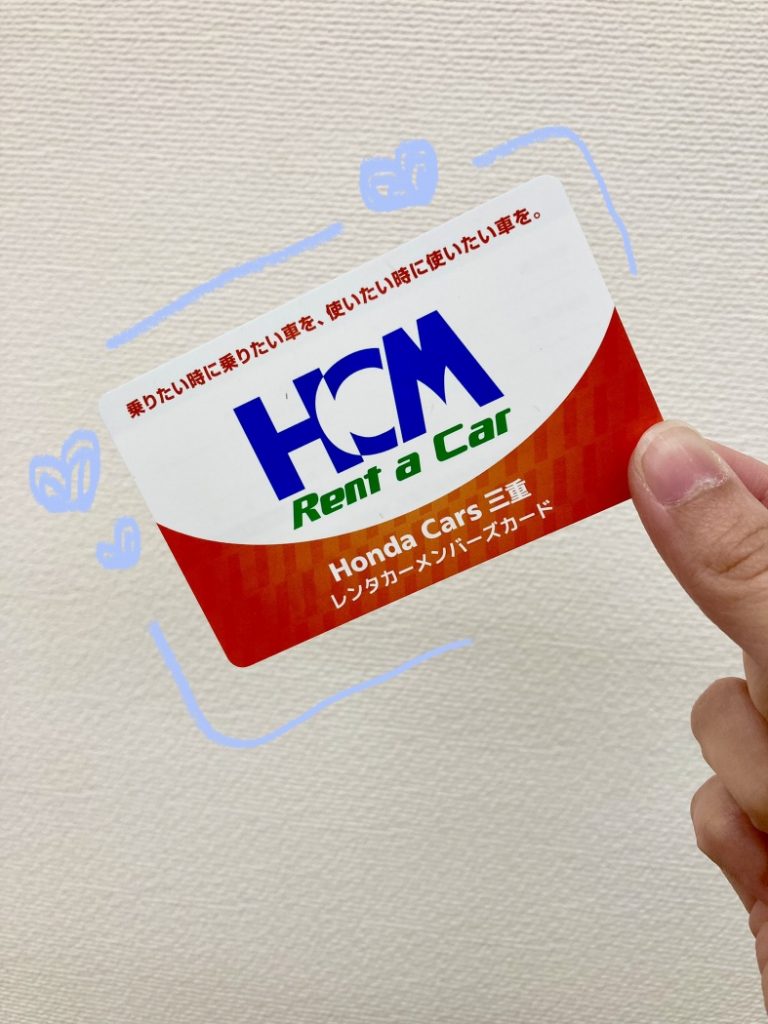 乗りたい時に乗りたい車を、使いたい時に使いたい車を。
HCM
Rent a Car
Honda Cars 三重
レンタカーメンバーズカード